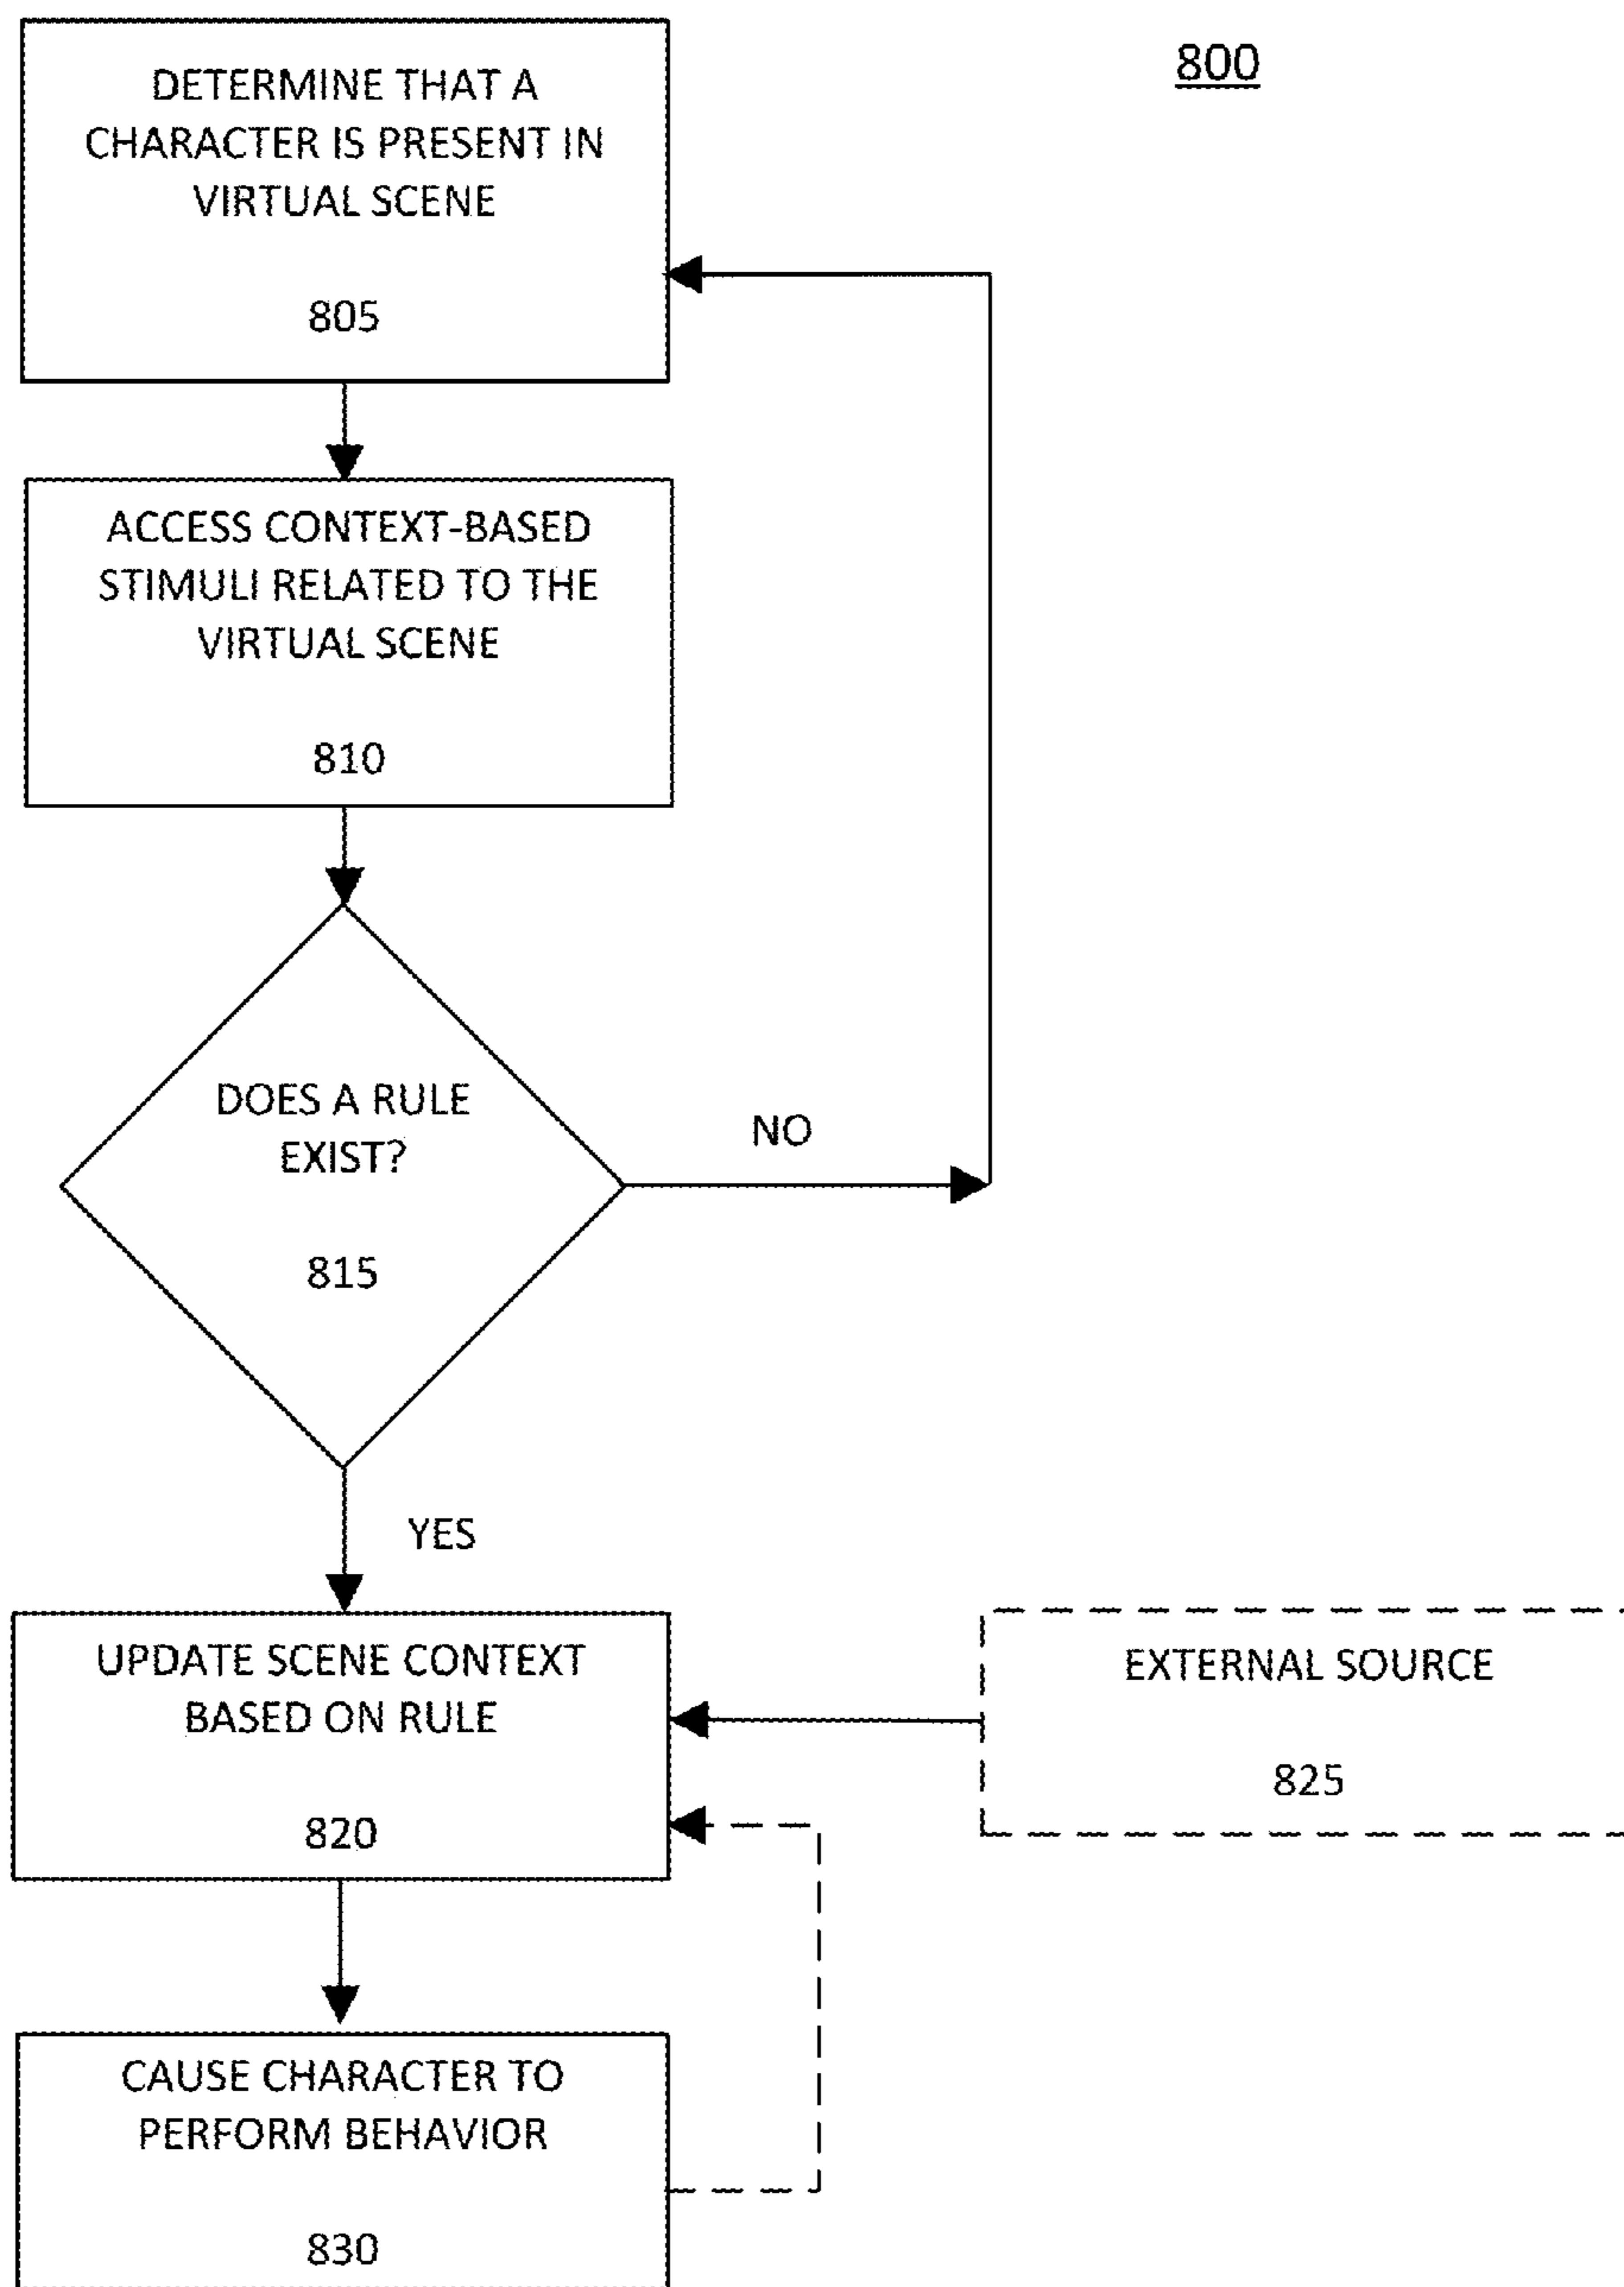 800
DETERMINE THAT A
CHARACTER IS PRESENT IN
VIRTUAL SCENE
805
ACCESS CONTEXT-BASED
STIMULI RELATED TO THE
VIRTUAL SCENE
810
DOES A RULE
EXIST?
815
NO
YES
UPDATE SCENE CONTEXT
BASED ON RULE
820
EXTERNAL SOURCE
825
CAUSE CHARACTER TO
PERFORM BEHAVIOR
830